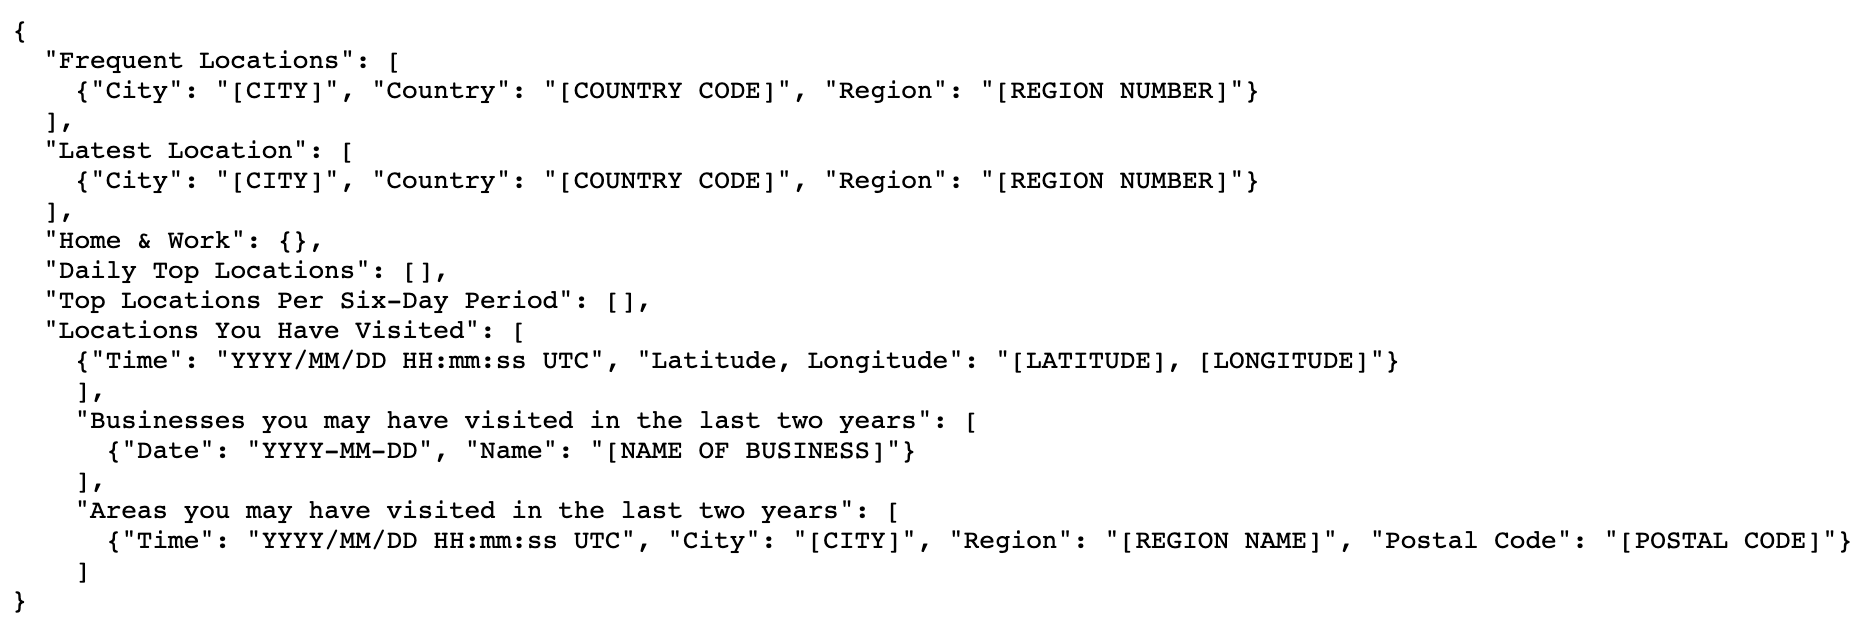 {
  "Frequent Locations": [
    {"City": "[CITY]", "Country": "[COUNTRY CODE]", "Region": "[REGION NUMBER]"}
  ],
  "Latest Location": [
    {"City": "[CITY]", "Country": "[COUNTRY CODE]", "Region": "[REGION NUMBER]"}
  ],
  "Home & Work": {},
  "Daily Top Locations": [],
  "Top Locations Per Six-Day Period": [],
  "Locations You Have Visited": [
    {"Time": "YYYY/MM/DD HH:mm:ss UTC", "Latitude, Longitude": "[LATITUDE], [LONGITUDE]"}
    ],
    "Businesses you may have visited in the last two years": [
      {"Date": "YYYY-MM-DD", "Name": "[NAME OF BUSINESS]"}
    ],
    "Areas you may have visited in the last two years": [
      {"Time": "YYYY/MM/DD HH:mm:ss UTC", "City": "[CITY]", "Region": "[REGION NAME]", "Postal Code": "[POSTAL CODE]"}
    ]
}